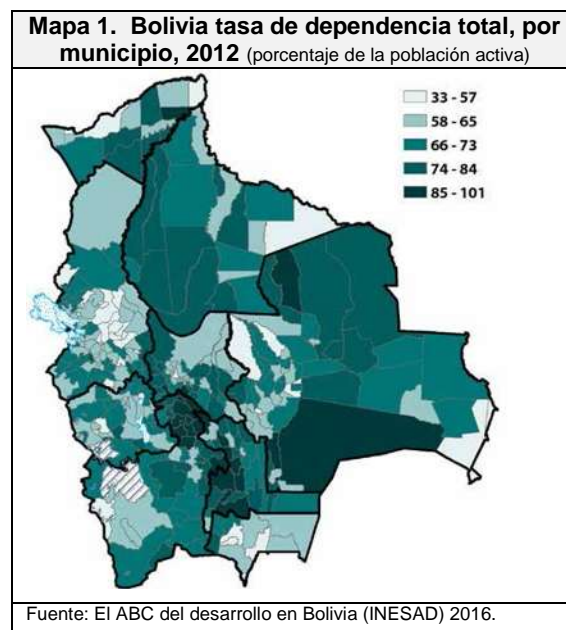 Mapa 1. Bolivia tasa de dependencia total, por
municipio, 2012 (porcentaje de la población activa)
33 - 57
58 - 65
66 - 73
74 - 84
85 - 101
Fuente: El ABC del desarrollo en Bolivia (INESAD) 2016.